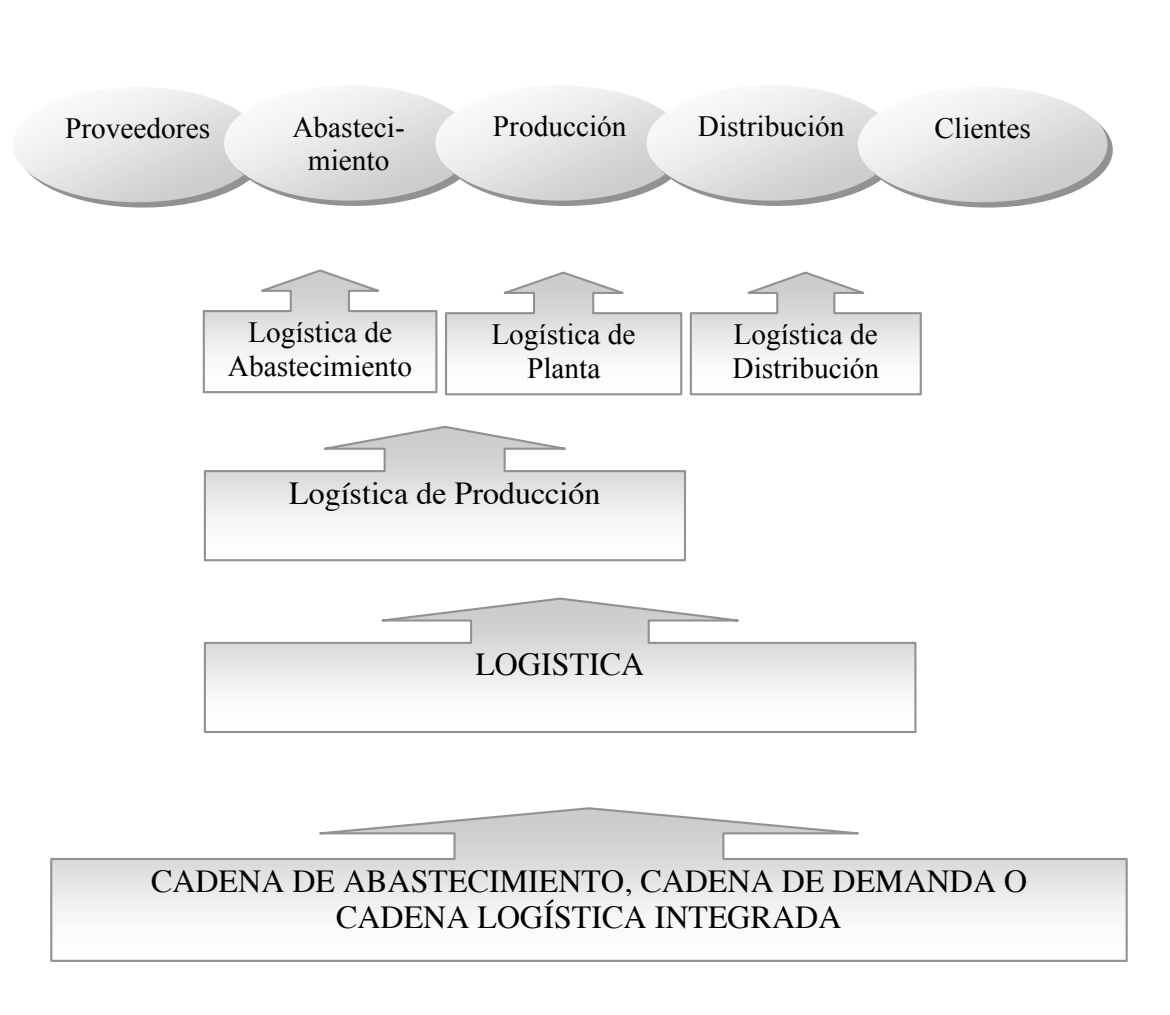 Proveedores
Abasteci-
miento
Producción
Distribución
Clientes
Logística de
Abastecimiento
Logística de
Planta
Logística de
Distribución
Logística de Producción
LOGISTICA
CADENA DE ABASTECIMIENTO, CADENA DE DEMANDA O
CADENA LOGÍSTICA INTEGRADA